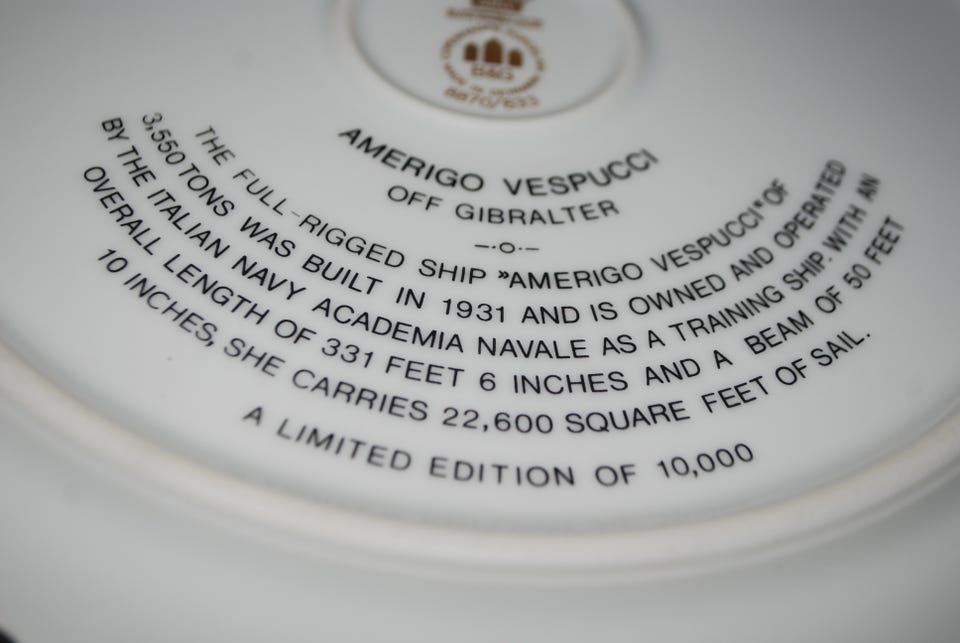 B&G
8870/633
AMERIGO VESPUCCI
OFF GIBRALTER
THE FULL-RIGGED SHIP »AMERIGO VESPUCCI" OF
3,550 TONS WAS BUILT IN 1931 AND IS OWNED AND OPERATED
BY THE ITALIAN NAVY ACADEMIA NAVALE AS A TRAINING SHIP. WITH AN
OVERALL LENGTH OF 331 FEET 6 INCHES AND A BEAM OF 50 FEET
10 INCHES, SHE CARRIES 22,600 SQUARE FEET OF SAIL.
A LIMITED EDITION OF 10,000